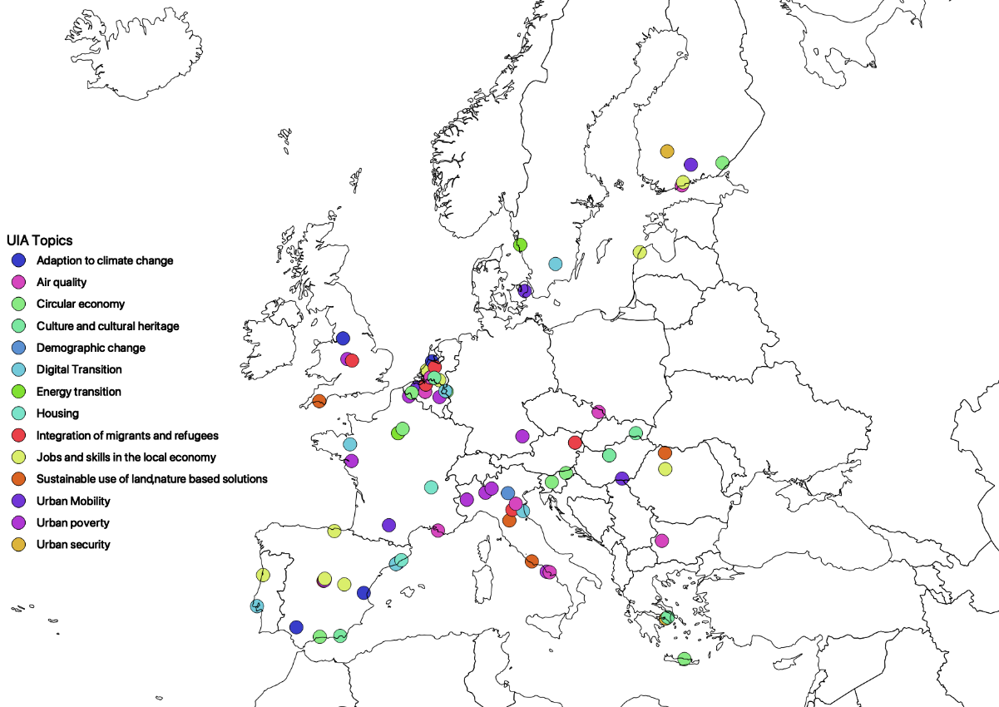 UIA Topics
Adaption to climate change
Air quality
Circular economy
Culture and cultural heritage
Demographic change
Digital Transition
Energy transition
Housing
Integration of migrants and refugees
Jobs and skills in the local economy
Sustainable use of land,nature based solutions
Urban Mobility
Urban poverty
Urban security